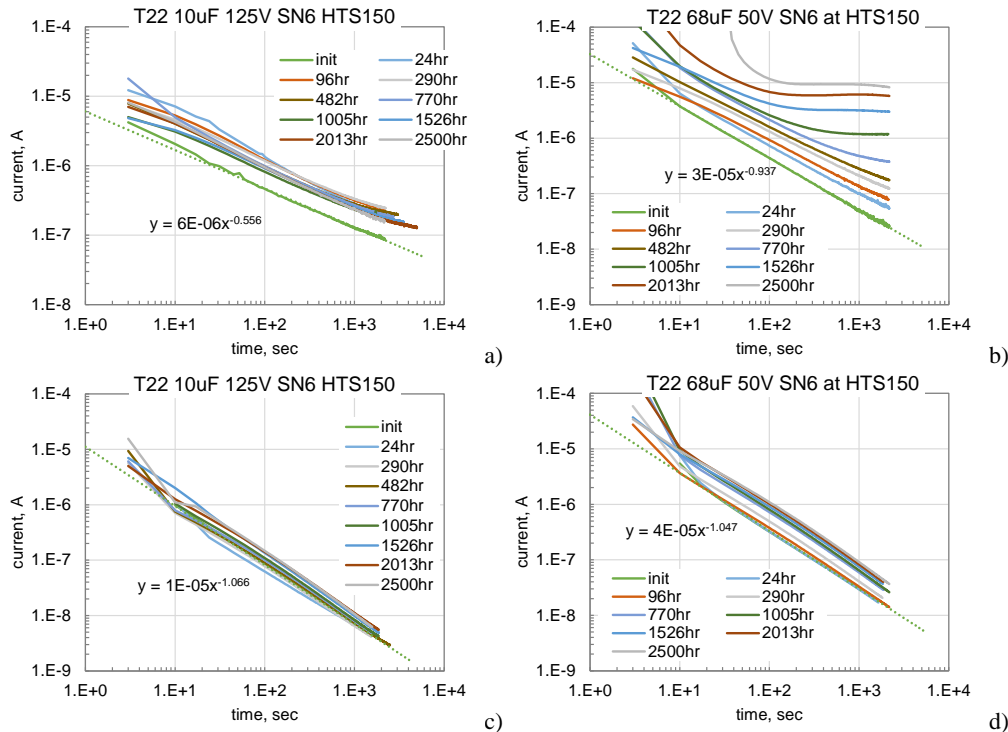 T22 10uF 125V SN6 HTS150
1.E-4
1.E-5
1.E-6
1.E-7
1.E-8
current, A
init
24hr
96hr
290hr
482hr
770hr
1005hr
1526hr
2013hr
2500hr
y = 6E-06x-0.556
1.E+0
1.E+1
1.E+2
1.E+3
1.E+4
time, sec
a)
T22 68uF 50V SN6 at HTS150
1.E-4
1.E-5
1.E-6
1.E-7
1.E-8
1.E-9
current, A
y = 3E-05x-0.937
init
24hr
96hr
290hr
482hr
770hr
1005hr
1526hr
2013hr
2500hr
1.E+0
1.E+1
1.E+2
1.E+3
1.E+4
time, sec
b)
T22 10uF 125V SN6 HTS150
1.E-4
1.E-5
1.E-6
1.E-7
1.E-8
1.E-9
current, A
init
24hr
290hr
482hr
770hr
1005hr
1526hr
2013hr
2500hr
y = 1E-05x-1.066
1.E+0
1.E+1
1.E+2
1.E+3
1.E+4
time, sec
c)
T22 68uF 50V SN6 at HTS150
1.E-4
1.E-5
1.E-6
1.E-7
1.E-8
1.E-9
current, A
y = 4E-05x-1.047
init
24hr
96hr
290hr
770hr
1005hr
1526hr
2013hr
2500hr
1.E+0
1.E+1
1.E+2
1.E+3
1.E+4
time, sec
d)